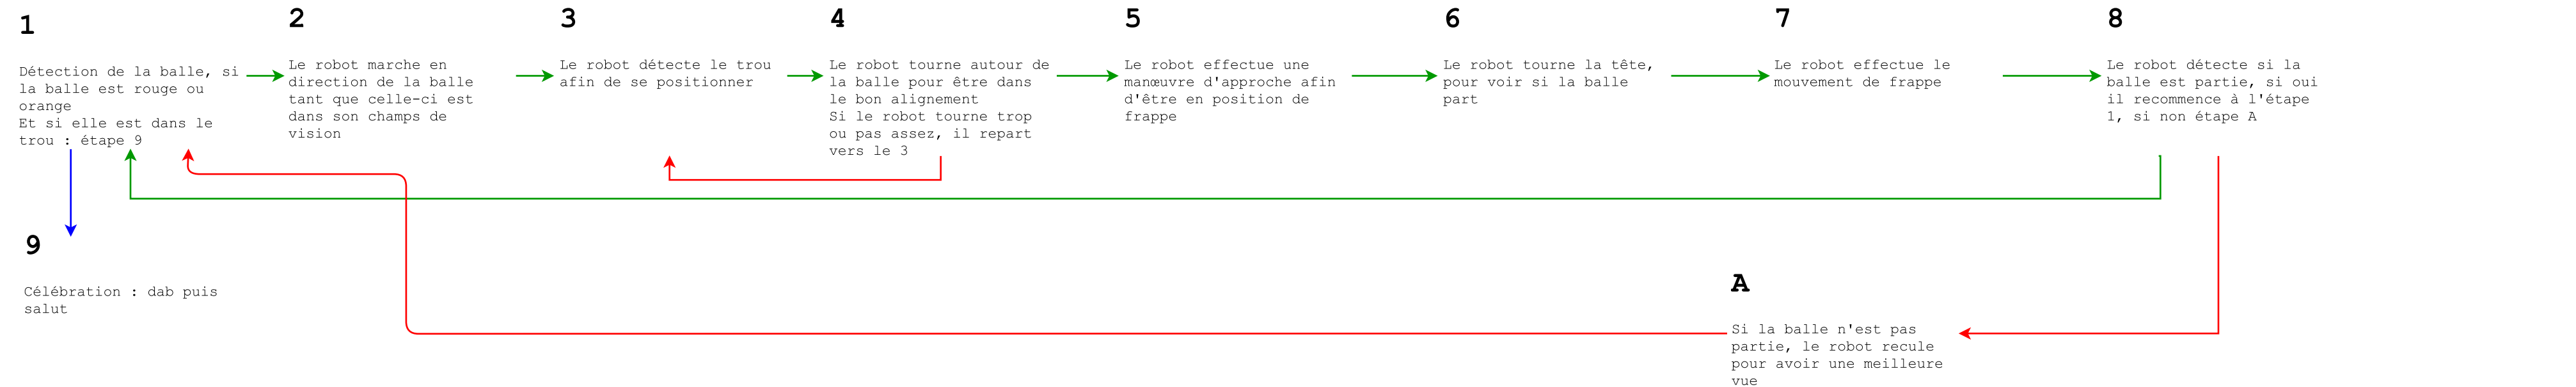 1
Détection de la balle, si
la balle est rouge ou
orange
Et si elle est dans le
trou : étape 9
2
Le robot marche en
direction de la balle
tant que celle-ci est
dans son champs de
vision
3
Le robot détecte le trou
afin de se positionner
4
Le robot tourne autour de
la balle pour être dans
le bon alignement
Si le robot tourne trop
ou pas assez, il repart
vers le 3
5
Le robot effectue une
manœuvre d'approche afin
d'être en position de
frappe
6
Le robot tourne la tête,
pour voir si la balle
part
7
Le robot effectue le
mouvement de frappe
8
Le robot détecte si la
balle est partie, si oui
il recommence à l'étape
1, si non étape A
9
Célébration : dab puis
salut
A
Si la balle n'est pas
partie, le robot recule
pour avoir une meilleure
vue